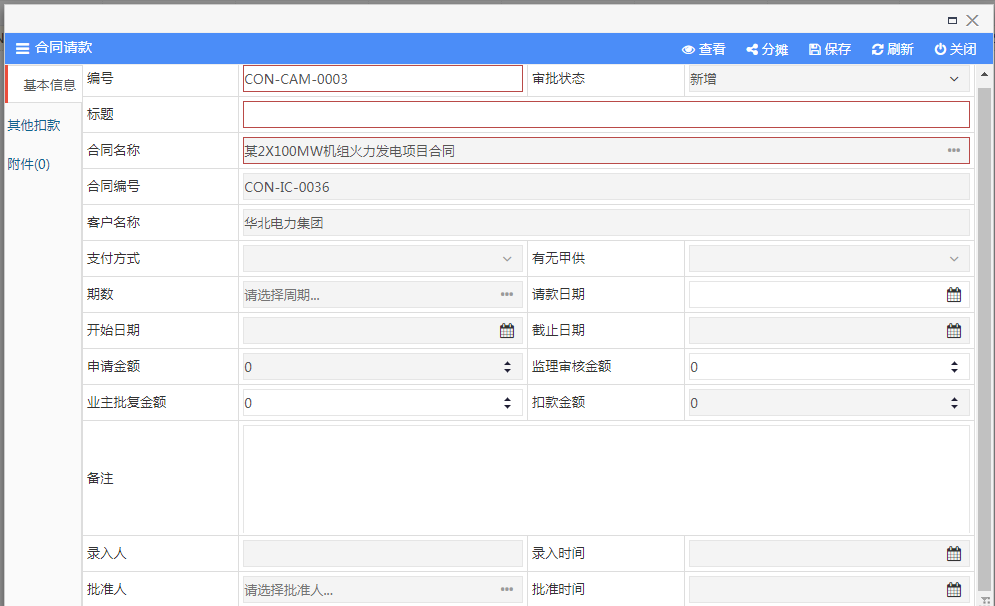 合同请款 查看 分摊 保存 刷新 关闭
基本信息
其他扣款
附件(0)
编号 CON-CAM-0003 审批状态 新增
标题
合同名称 某2X100MW机组火力发电项目合同
合同编号 CON-IC-0036
客户名称 华北电力集团
支付方式 有无甲供
期数 请选择周期... 请款日期
开始日期 截止日期
申请金额 0 监理审核金额 0
业主批复金额 0 扣款金额 0
备注
录入人 录入时间
批准人 请选择批准人... 批准时间